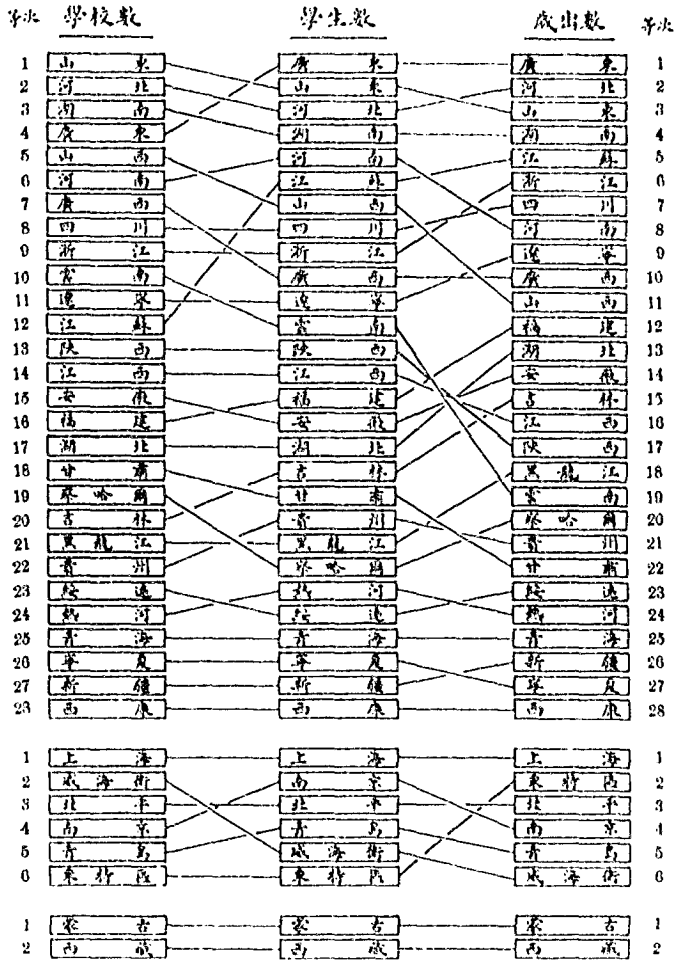 等次 學校數 學生數 歲出數 等次
1 山東 廣東 廣東 1
2 河北 山東 河北 2
3 湖南 河北 山東 3
4 廣東 湖南 湖南 4
5 山西 河南 江蘇 5
6 河南 江蘇 浙江 6
7 廣西 山西 四川 7
8 四川 四川 河南 8
9 浙江 浙江 遼寧 9
10 雲南 廣西 廣西 10
11 遼寧 遼寧 山西 11
12 江蘇 雲南 福建 12
13 陝西 陝西 湖北 13
14 江西 江西 安徽 14
15 安徽 福建 吉林 15
16 福建 安徽 江西 16
17 湖北 湖北 陝西 17
18 甘肅 吉林 黑龍江 18
19 察哈爾 甘肅 雲南 19
20 吉林 貴州 察哈爾 20
21 黑龍江 黑龍江 貴州 21
22 貴州 察哈爾 甘肅 22
23 綏遠 熱河 綏遠 23
24 熱河 綏遠 熱河 24
25 青海 青海 青海 25
26 寧夏 寧夏 新疆 26
27 新疆 新疆 寧夏 27
23 西康 西康 西康 28
1 上海 上海 上海 1
2 威海衛 南京 東特區 2
3 北平 北平 北平 3
4 南京 青島 南京 4
5 青島 威海衛 青島 5
6 東特區 東特區 威海衛 6
1 蒙古 蒙古 蒙古 1
2 西藏 西藏 西藏 2